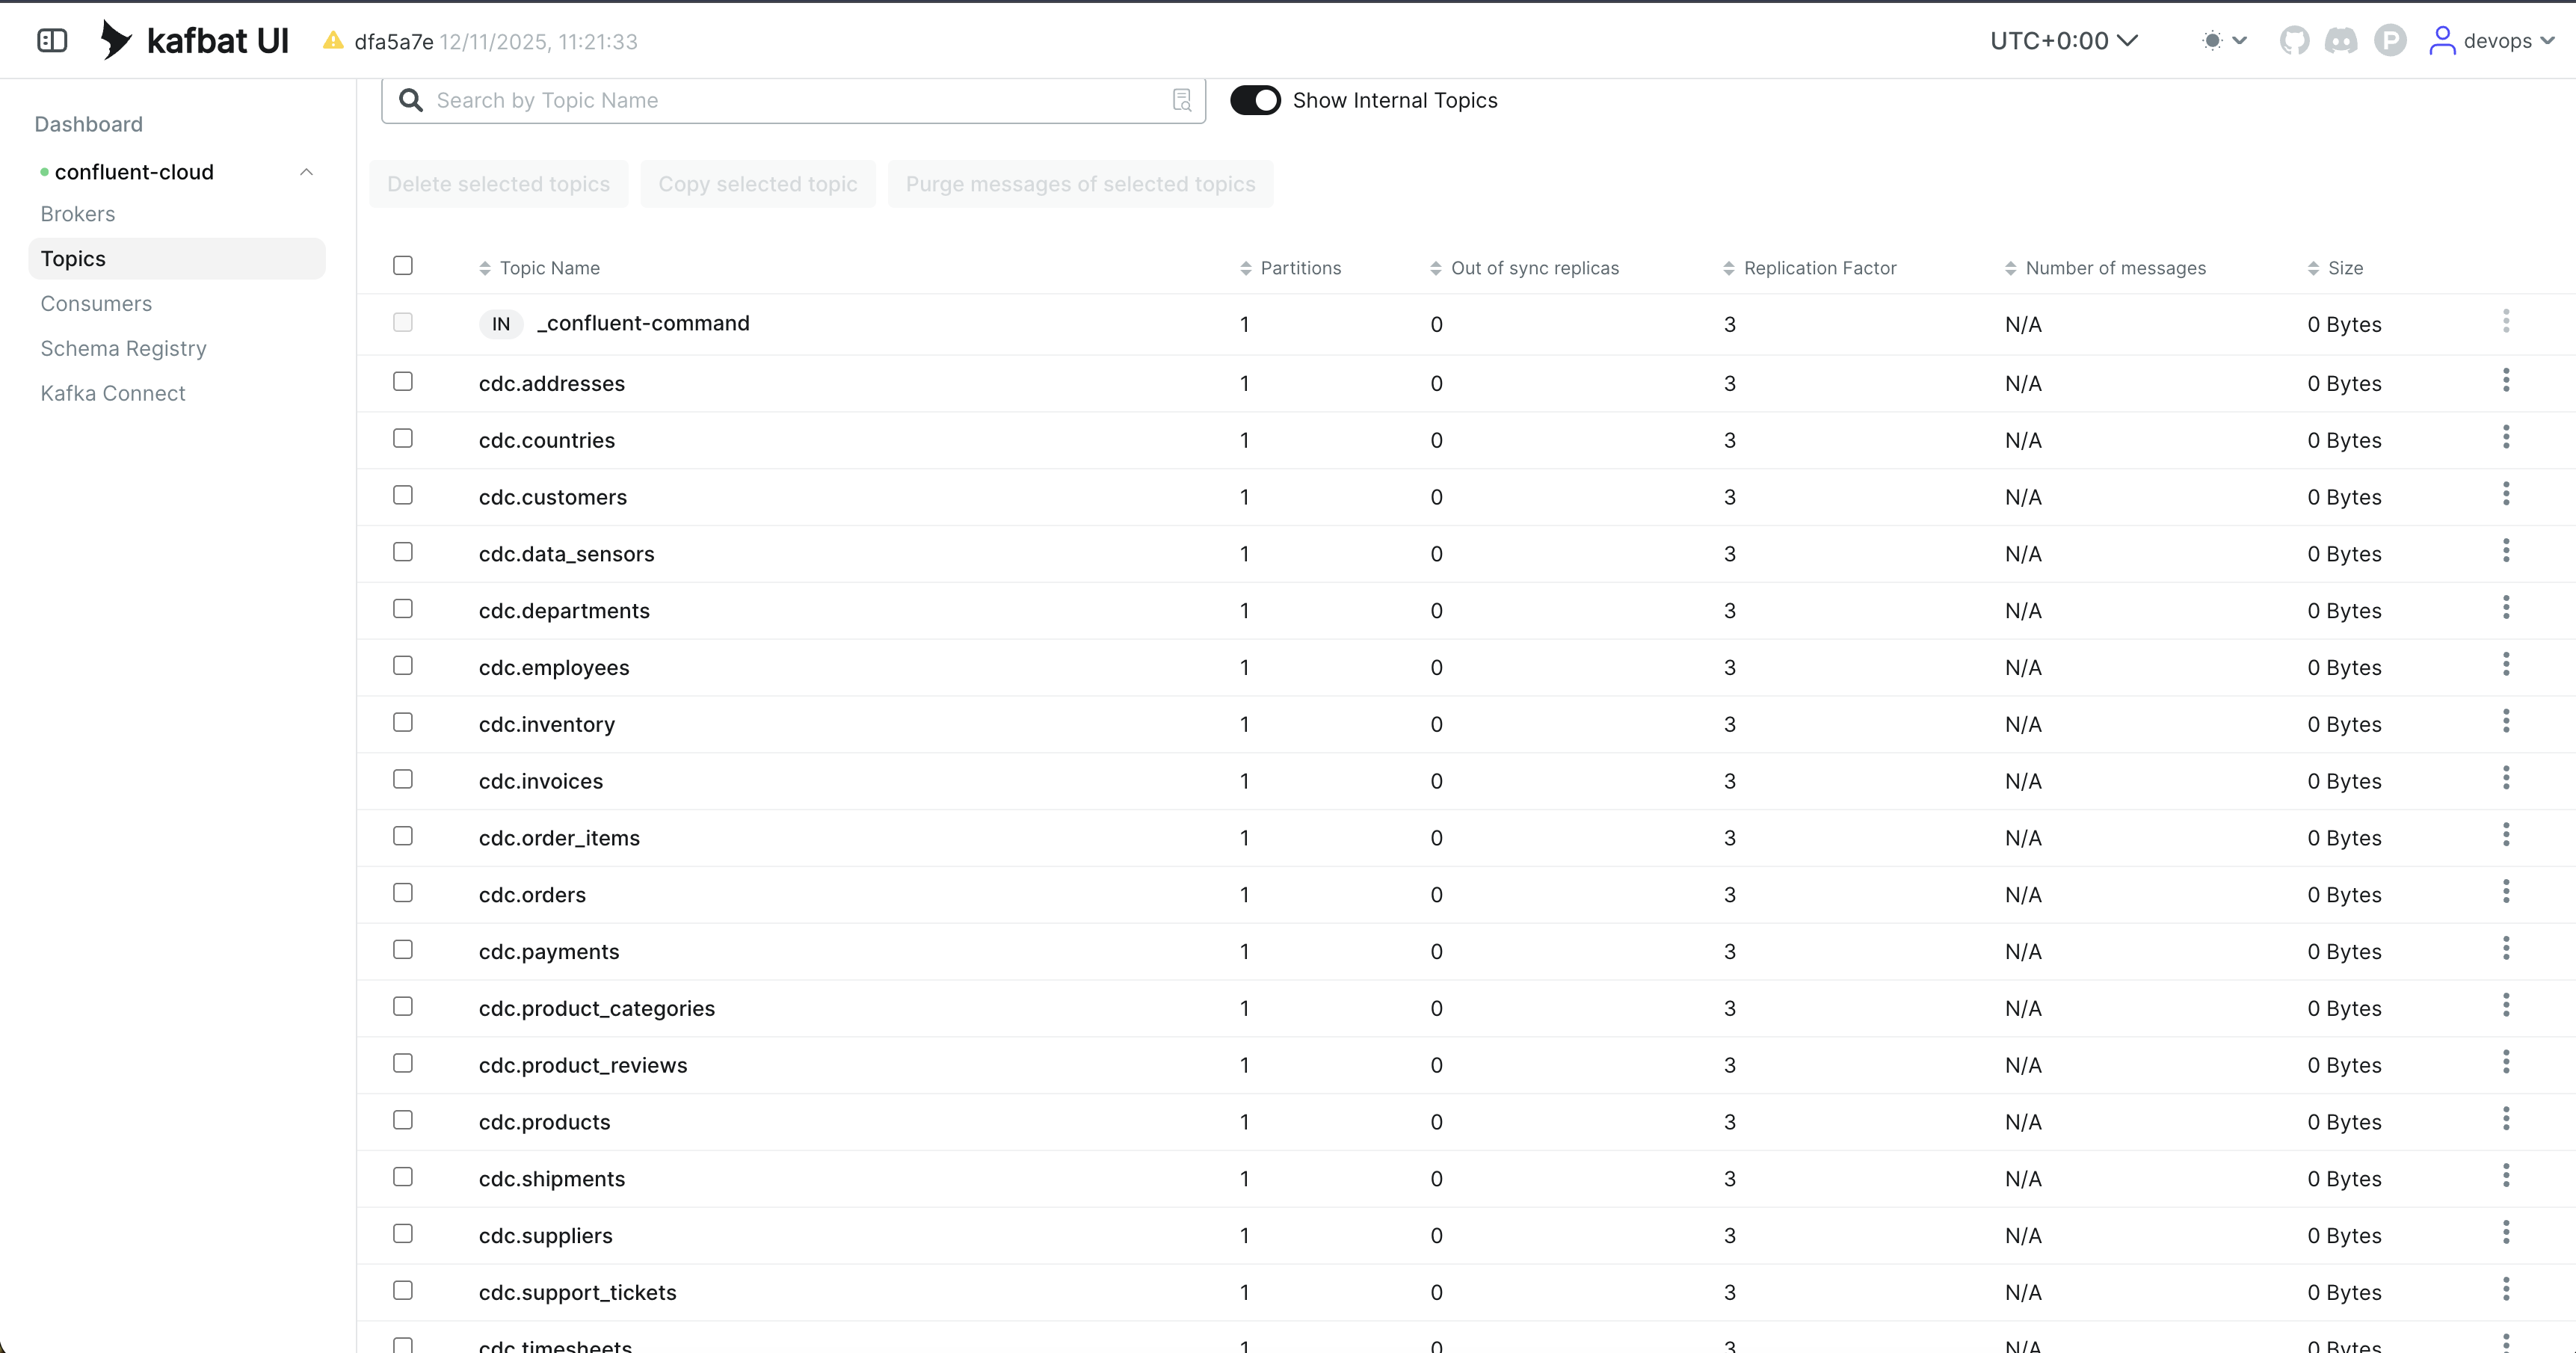 kafbat UI dfa5a7e 12/11/2025, 11:21:33 UTC+0:00 devops
Search by Topic Name Show Internal Topics
Dashboard
confluent-cloud
Brokers
Topics
Consumers
Schema Registry
Kafka Connect
Delete selected topics Copy selected topic Purge messages of selected topics
Topic Name Partitions Out of sync replicas Replication Factor Number of messages Size
IN _confluent-command 1 0 3 N/A 0 Bytes
cdc.addresses 1 0 3 N/A 0 Bytes
cdc.countries 1 0 3 N/A 0 Bytes
cdc.customers 1 0 3 N/A 0 Bytes
cdc.data_sensors 1 0 3 N/A 0 Bytes
cdc.departments 1 0 3 N/A 0 Bytes
cdc.employees 1 0 3 N/A 0 Bytes
cdc.inventory 1 0 3 N/A 0 Bytes
cdc.invoices 1 0 3 N/A 0 Bytes
cdc.order_items 1 0 3 N/A 0 Bytes
cdc.orders 1 0 3 N/A 0 Bytes
cdc.payments 1 0 3 N/A 0 Bytes
cdc.product_categories 1 0 3 N/A 0 Bytes
cdc.product_reviews 1 0 3 N/A 0 Bytes
cdc.products 1 0 3 N/A 0 Bytes
cdc.shipments 1 0 3 N/A 0 Bytes
cdc.suppliers 1 0 3 N/A 0 Bytes
cdc.support_tickets 1 0 3 N/A 0 Bytes
cdc.timesheets 1 0 3 N/A 0 Bytes